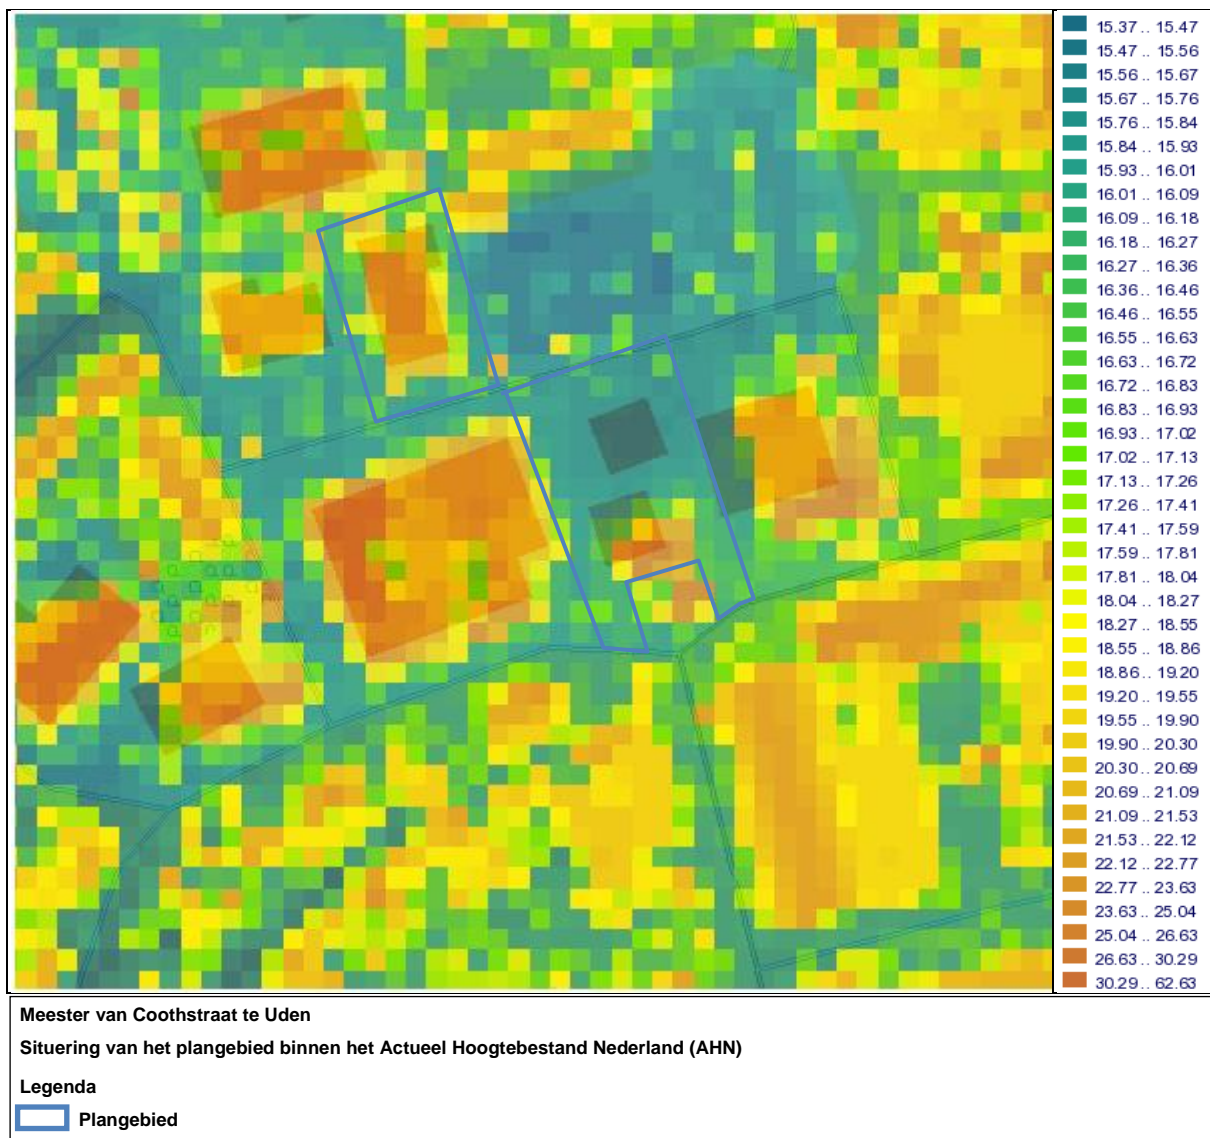 15.37 .. 15.47
15.47 .. 15.56
15.56 .. 15.67
15.67 .. 15.76
15.76 .. 15.84
15.84 .. 15.93
15.93 .. 16.01
16.01 .. 16.09
16.09 .. 16.18
16.18 .. 16.27
16.27 .. 16.36
16.36 .. 16.46
16.46 .. 16.55
16.55 .. 16.63
16.63 .. 16.72
16.72 .. 16.83
16.83 .. 16.93
16.93 .. 17.02
17.02 .. 17.13
17.13 .. 17.26
17.26 .. 17.41
17.41 .. 17.59
17.59 .. 17.81
17.81 .. 18.04
18.04 .. 18.27
18.27 .. 18.55
18.55 .. 18.86
18.86 .. 19.20
19.20 .. 19.55
19.55 .. 19.90
19.90 .. 20.30
20.30 .. 20.69
20.69 .. 21.09
21.09 .. 21.53
21.53 .. 22.12
22.12 .. 22.77
22.77 .. 23.63
23.63 .. 25.04
25.04 .. 26.63
26.63 .. 30.29
30.29 .. 62.63
Meester van Coothstraat te Uden
Situering van het plangebied binnen het Actueel Hoogtebestand Nederland (AHN)
Legenda
Plangebied